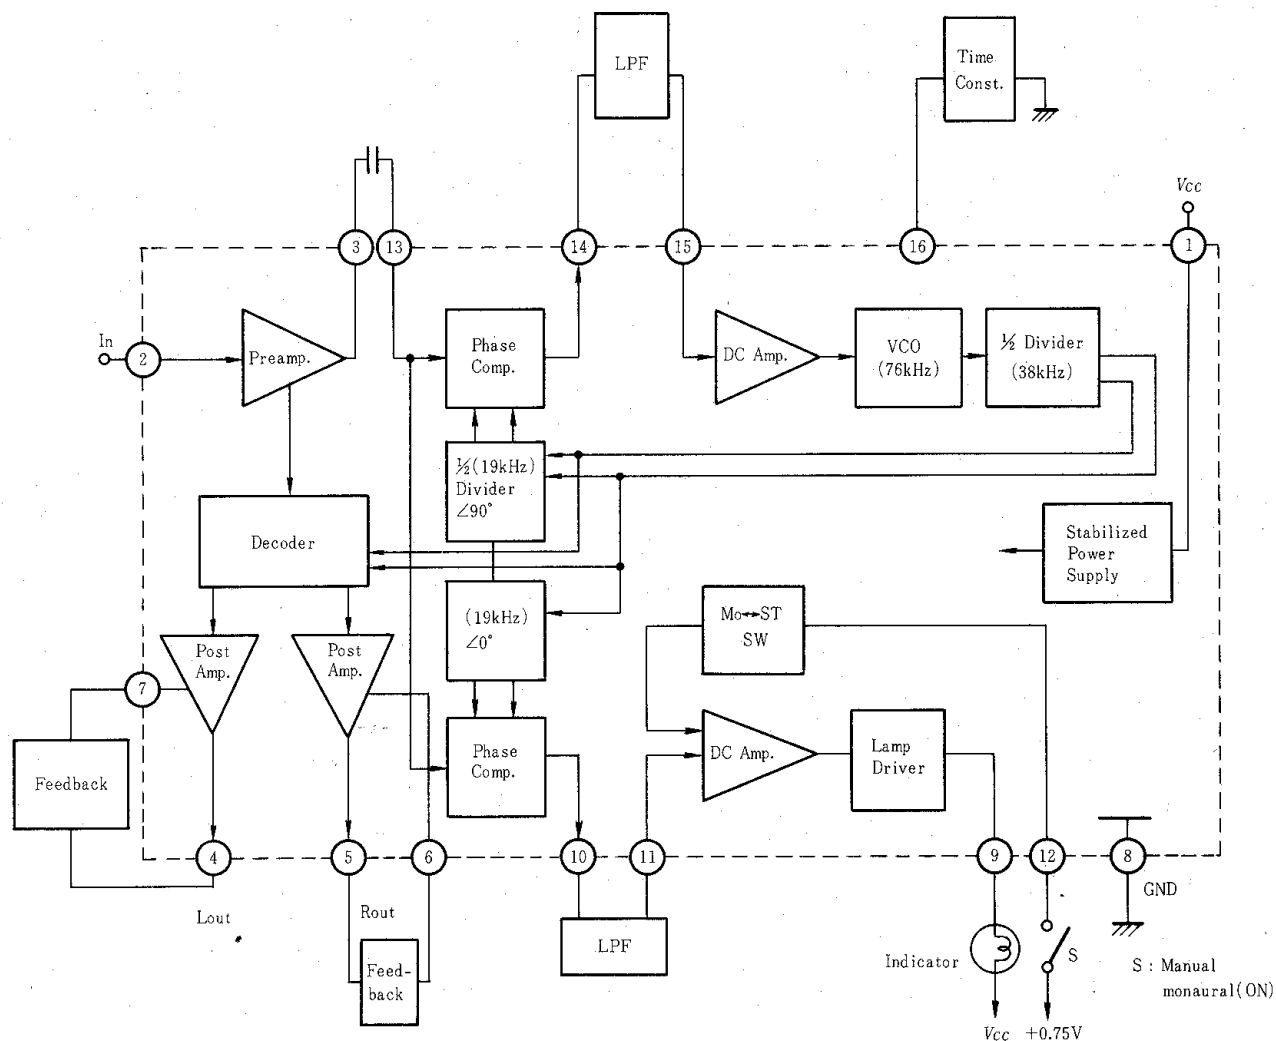 LPF
Time
Const.
Vcc
3
13
14
15
16
1
In
2
Preamp.
Phase
Comp.
DC Amp.
VCO
(76kHz)
½ Divider
(38kHz)
½(19kHz)
Divider
∠90°
Decoder
Stabilized
Power
Supply
(19kHz)
∠0°
Mo↔ST
SW
Post
Amp.
Post
Amp.
7
Feedback
Phase
Comp.
DC Amp.
Lamp
Driver
4
5
6
10
11
9
12
8
GND
Lout
Rout
Feed-
back
LPF
Indicator
S
S : Manual
monaural(ON)
Vcc
+0.75V